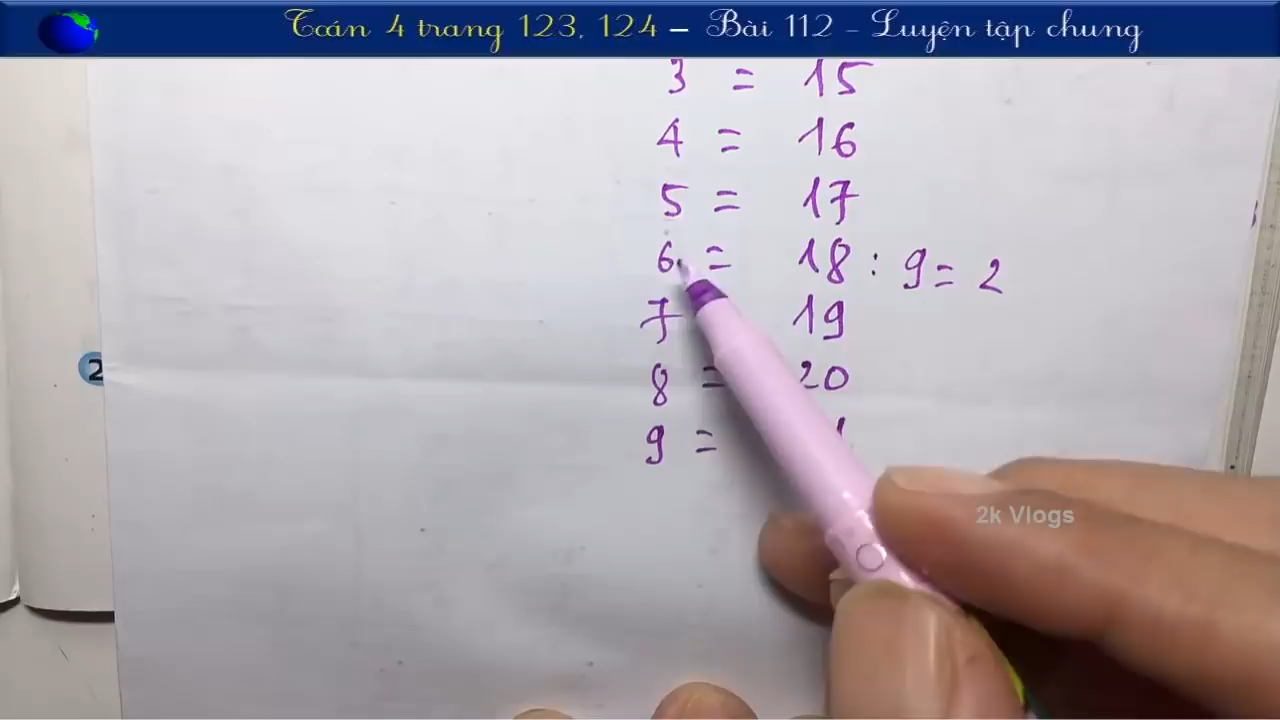 Toán 4 trang 123, 124 – Bài 112 - Luyện tập chung
3 = 15
4 = 16
5 = 17
6 = 18 : 9 = 2
7 19
8 = 20
9 =
2
2k Vlogs